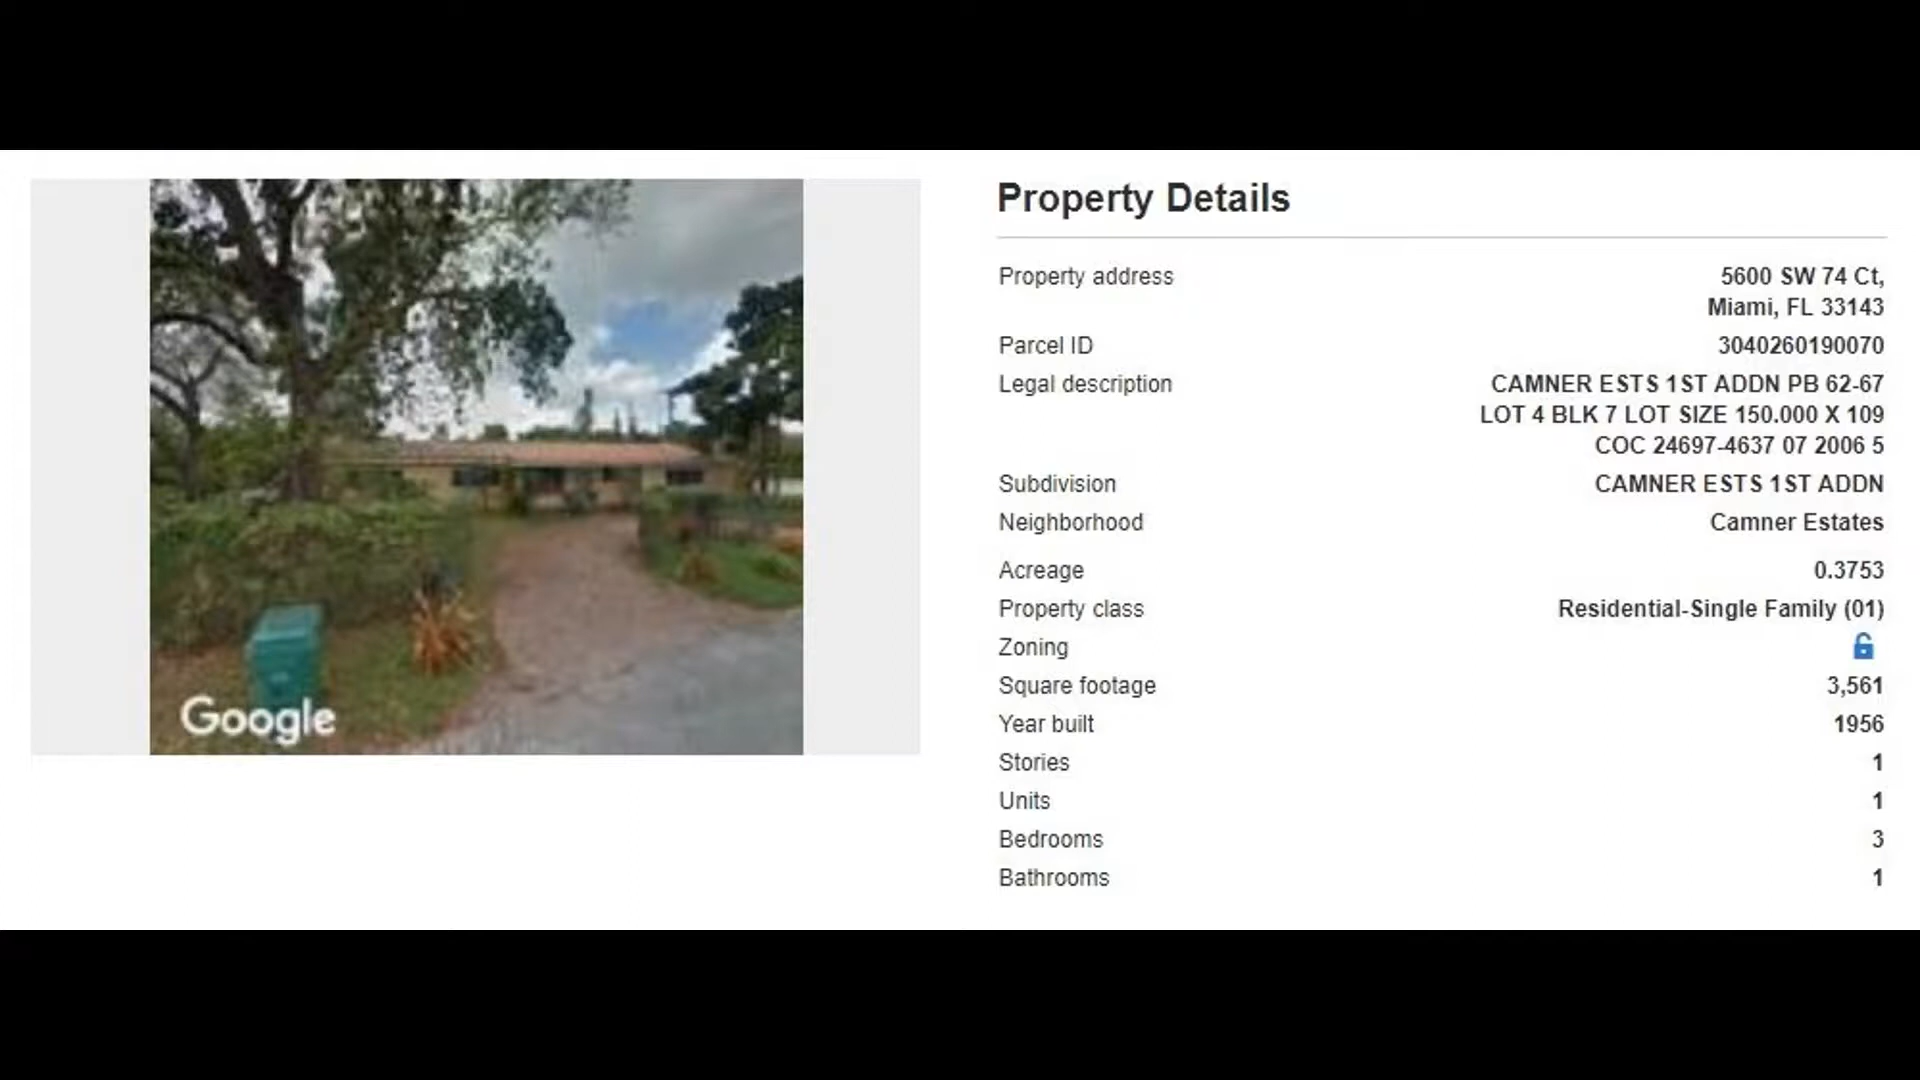 Property Details
Property address 5600 SW 74 Ct,
Miami, FL 33143
Parcel ID 3040260190070
Legal description CAMNER ESTS 1ST ADDN PB 62-67
LOT 4 BLK 7 LOT SIZE 150.000 X 109
COC 24697-4637 07 2006 5
Subdivision CAMNER ESTS 1ST ADDN
Neighborhood Camner Estates
Acreage 0.3753
Property class Residential-Single Family (01)
Zoning
Square footage 3,561
Year built 1956
Stories 1
Units 1
Bedrooms 3
Bathrooms 1
Google